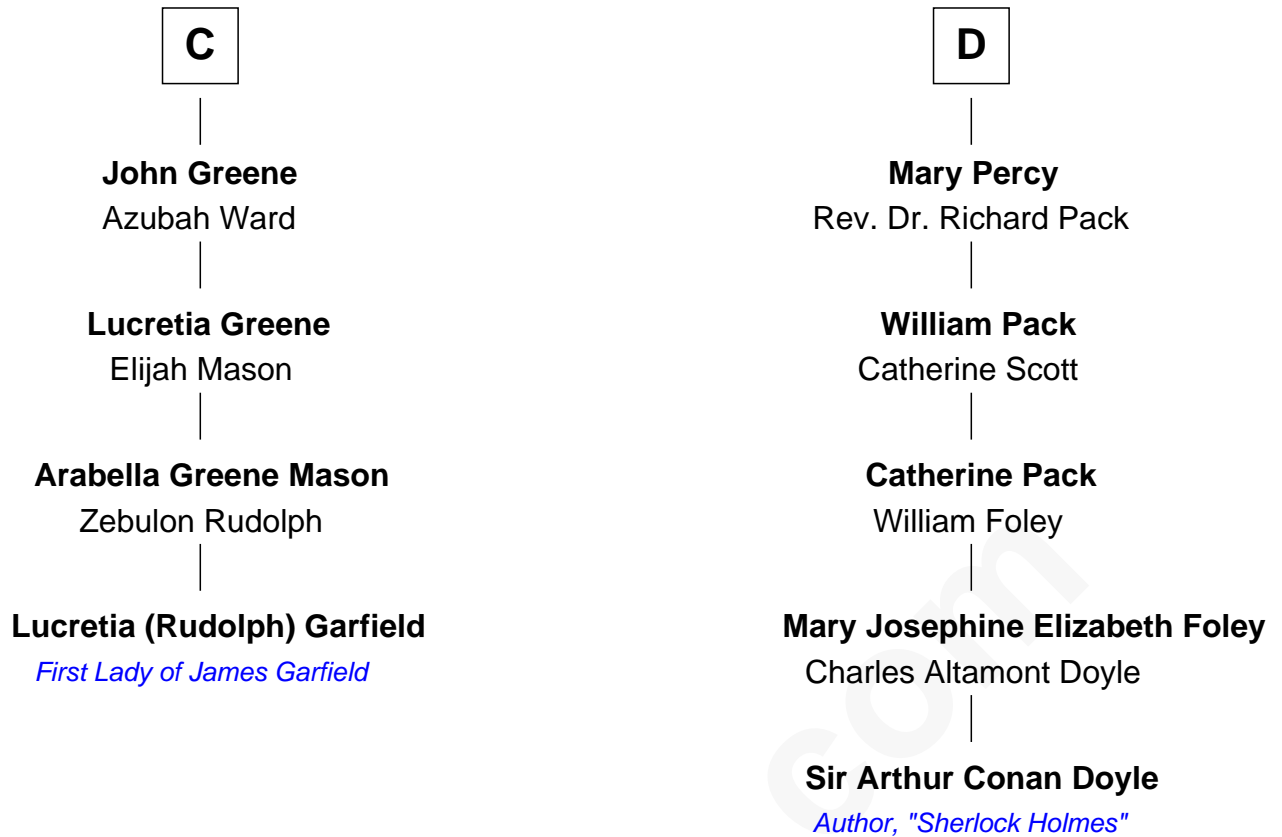 C
John Greene
Azubah Ward
Lucretia Greene
Elijah Mason
Arabella Greene Mason
Zebulon Rudolph
Lucretia (Rudolph) Garfield
First Lady of James Garfield
D
Mary Percy
Rev. Dr. Richard Pack
William Pack
Catherine Scott
Catherine Pack
William Foley
Mary Josephine Elizabeth Foley
Charles Altamont Doyle
Sir Arthur Conan Doyle
Author, "Sherlock Holmes"
com